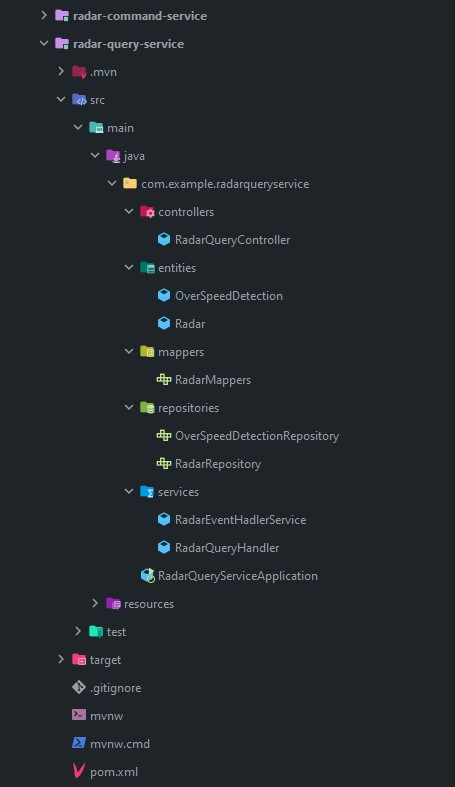 radar-command-service
radar-query-service
.mvn
src
main
java
com.example.radarqueryservice
controllers
RadarQueryController
entities
OverSpeedDetection
Radar
mappers
RadarMappers
repositories
OverSpeedDetectionRepository
RadarRepository
services
RadarEventHadlerService
RadarQueryHandler
RadarQueryServiceApplication
resources
test
target
.gitignore
mvnw
mvnw.cmd
pom.xml